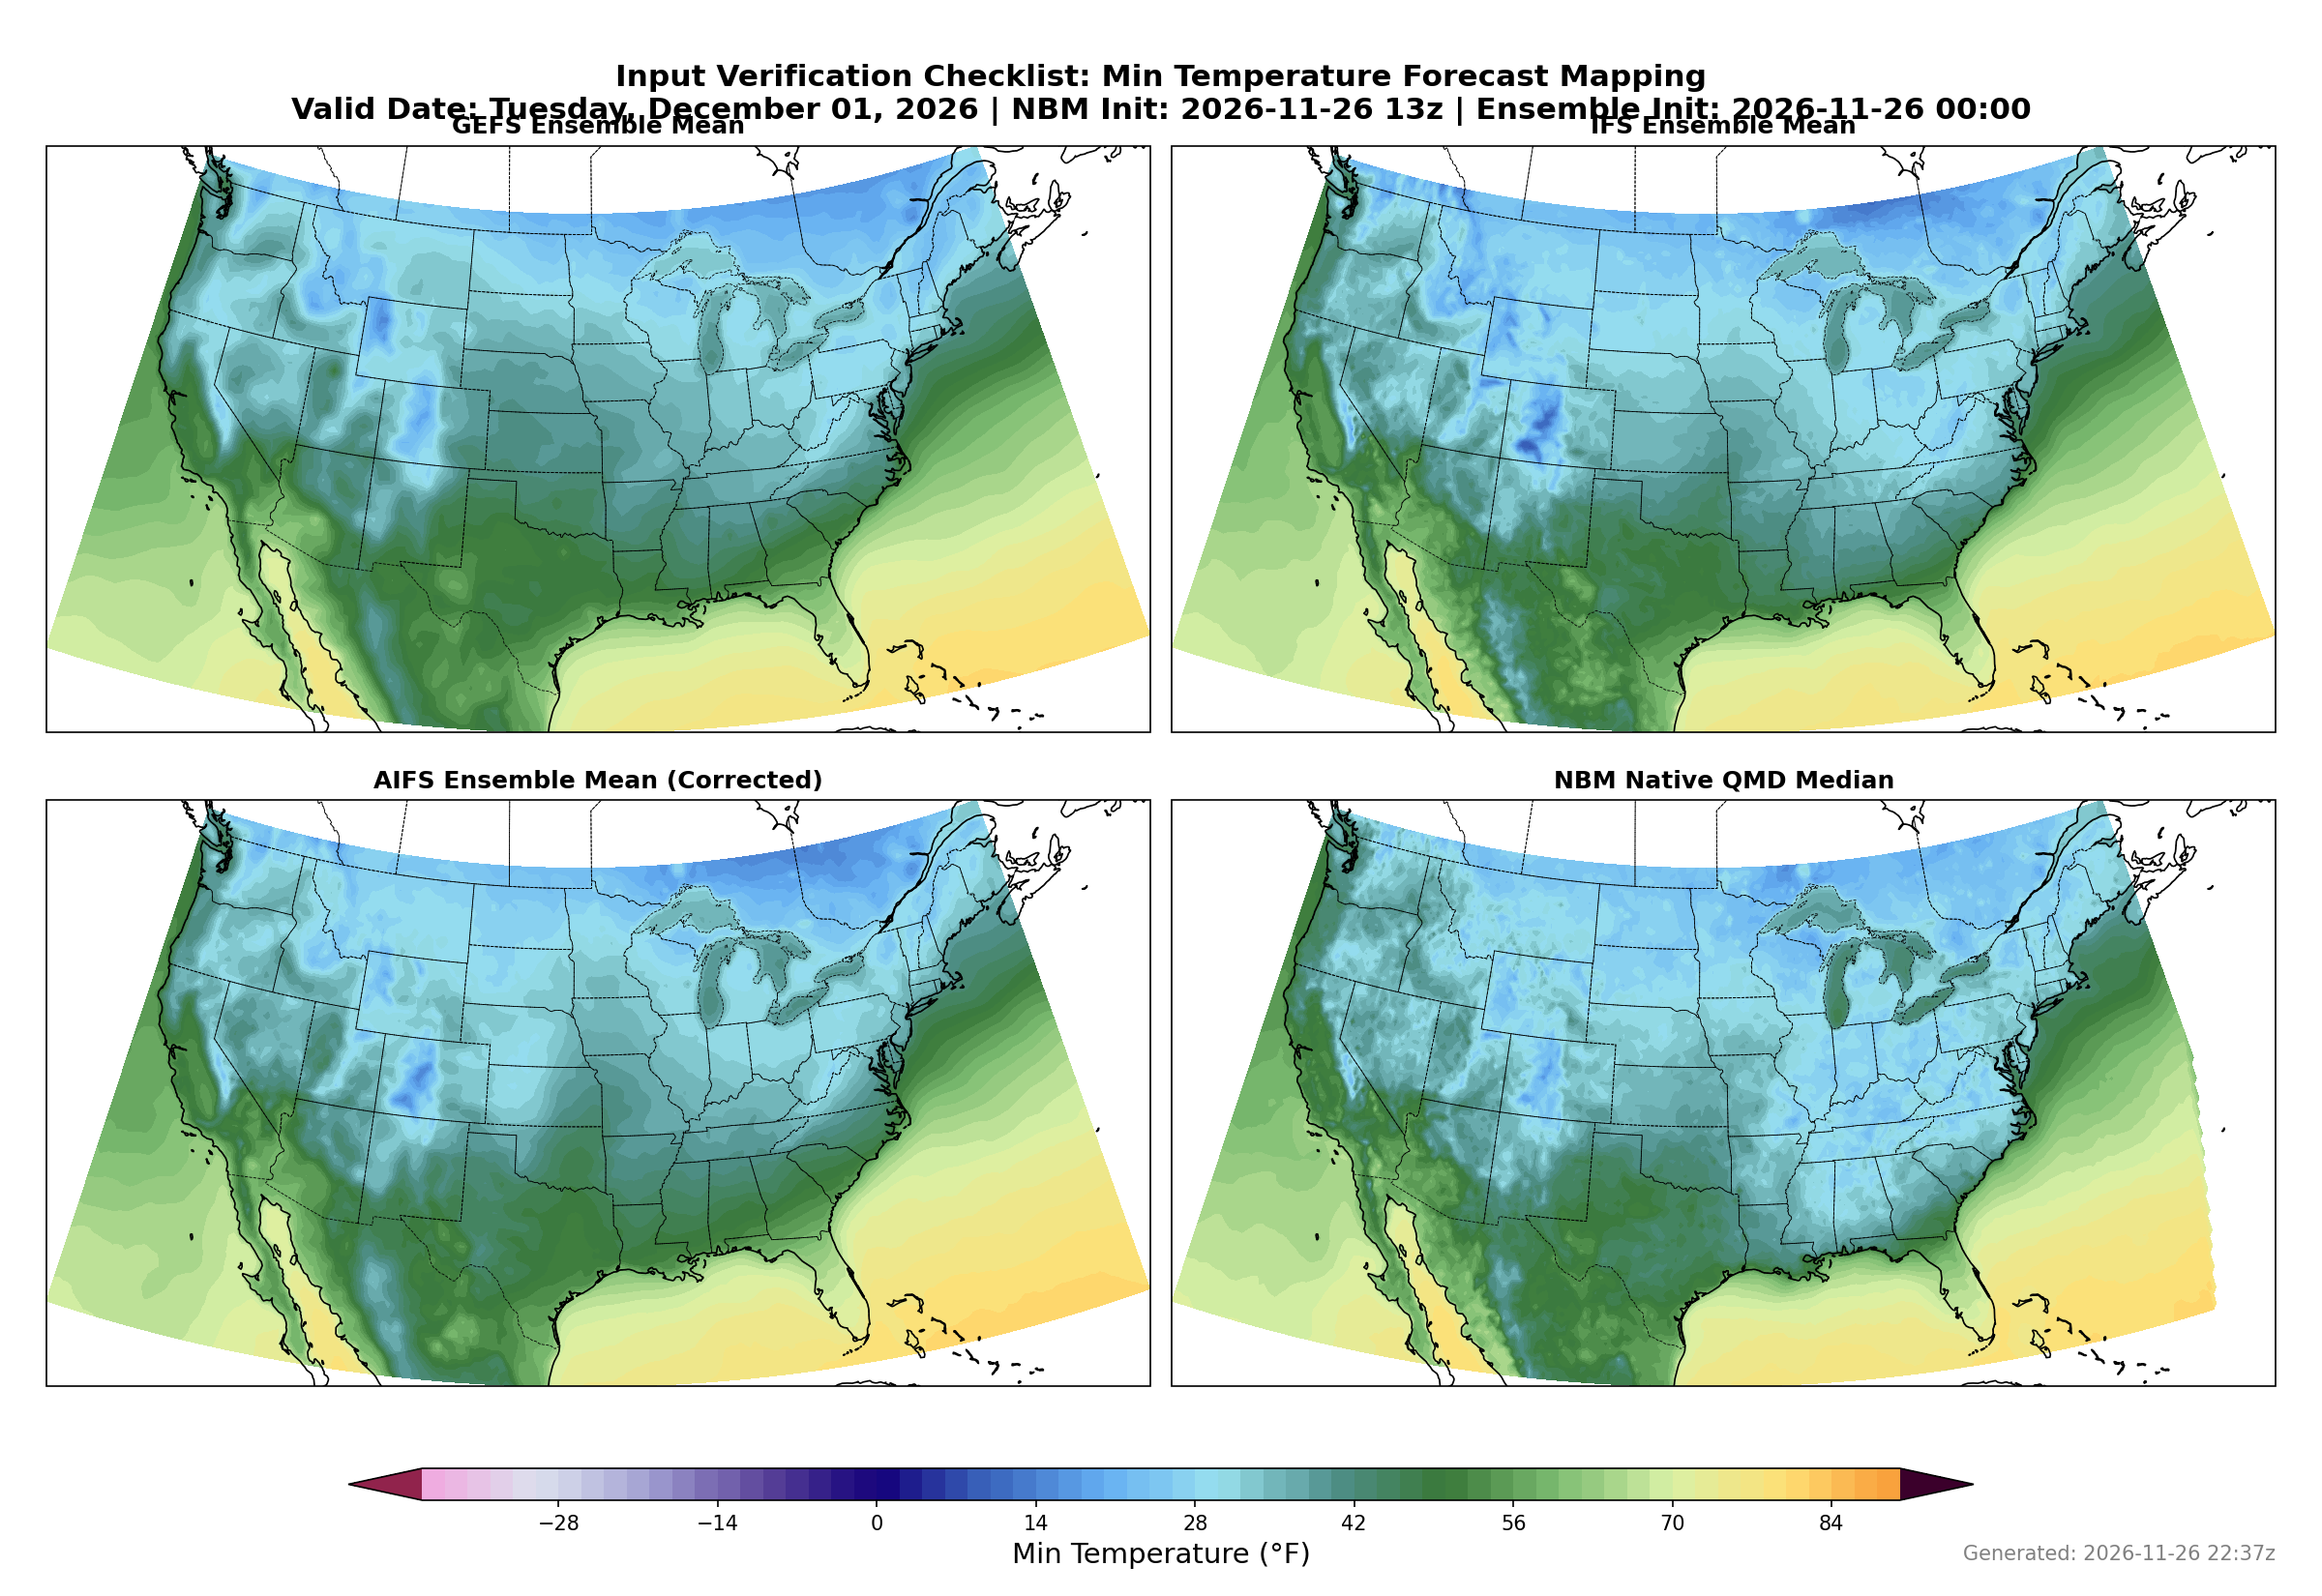 Input Verification Checklist: Min Temperature Forecast Mapping
Valid Date: Tuesday, December 01, 2026 | NBM Init: 2026-11-26 13z | Ensemble Init: 2026-11-26 00:00
GEFS Ensemble Mean
IFS Ensemble Mean
AIFS Ensemble Mean (Corrected)
NBM Native QMD Median
−28
−14
0
14
28
42
56
70
84
Min Temperature (°F)
Generated: 2026-11-26 22:37z